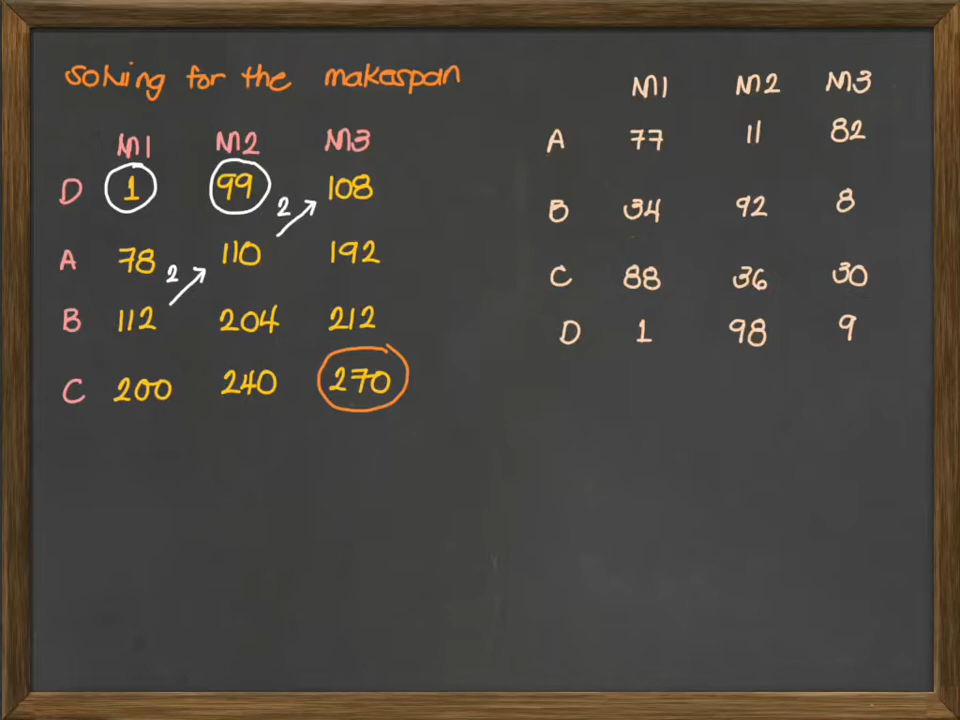 solving for the makespan
M1 M2 M3
D 1 99 108
2
A 78 110 192
2
B 112 204 212
C 200 240 270
M1 M2 M3
A 77 11 82
B 34 92 8
C 88 36 30
D 1 98 9